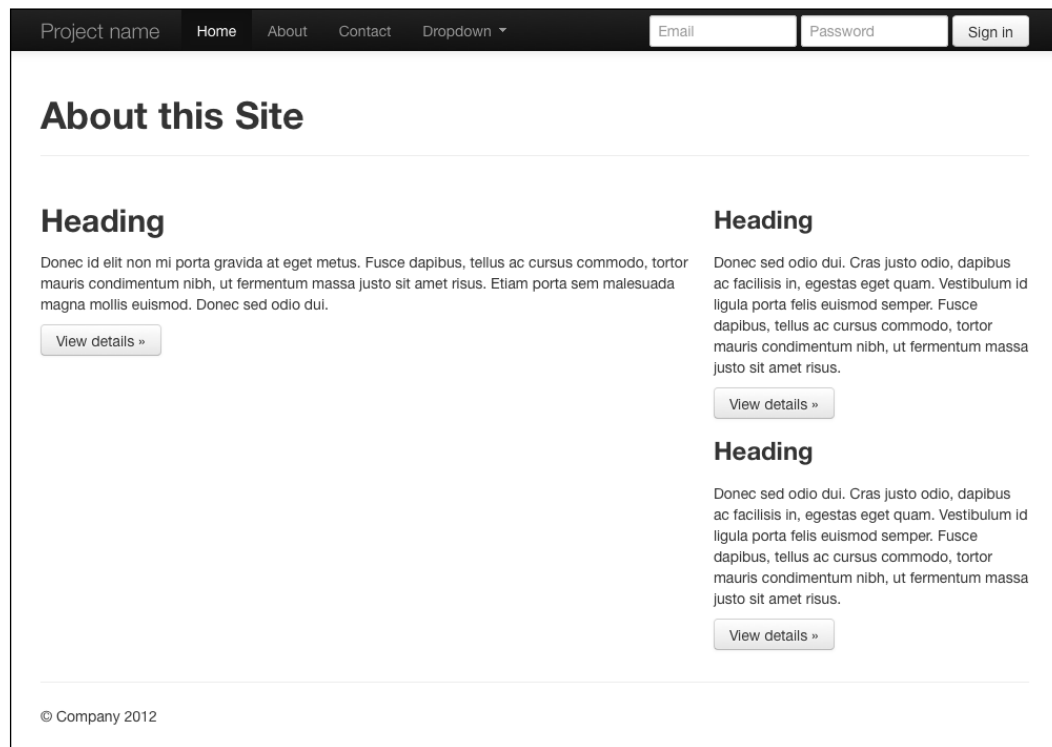 Project name Home About Contact Dropdown Email Password Sign in
About this Site
Heading
Donec id elit non mi porta gravida at eget metus. Fusce dapibus, tellus ac cursus commodo, tortor
mauris condimentum nibh, ut fermentum massa justo sit amet risus. Etiam porta sem malesuada
magna mollis euismod. Donec sed odio dui.
View details »
Heading
Donec sed odio dui. Cras justo odio, dapibus
ac facilisis in, egestas eget quam. Vestibulum id
ligula porta felis euismod semper. Fusce
dapibus, tellus ac cursus commodo, tortor
mauris condimentum nibh, ut fermentum massa
justo sit amet risus.
View details »
Heading
Donec sed odio dui. Cras justo odio, dapibus
ac facilisis in, egestas eget quam. Vestibulum id
ligula porta felis euismod semper. Fusce
dapibus, tellus ac cursus commodo, tortor
mauris condimentum nibh, ut fermentum massa
justo sit amet risus.
View details »
© Company 2012